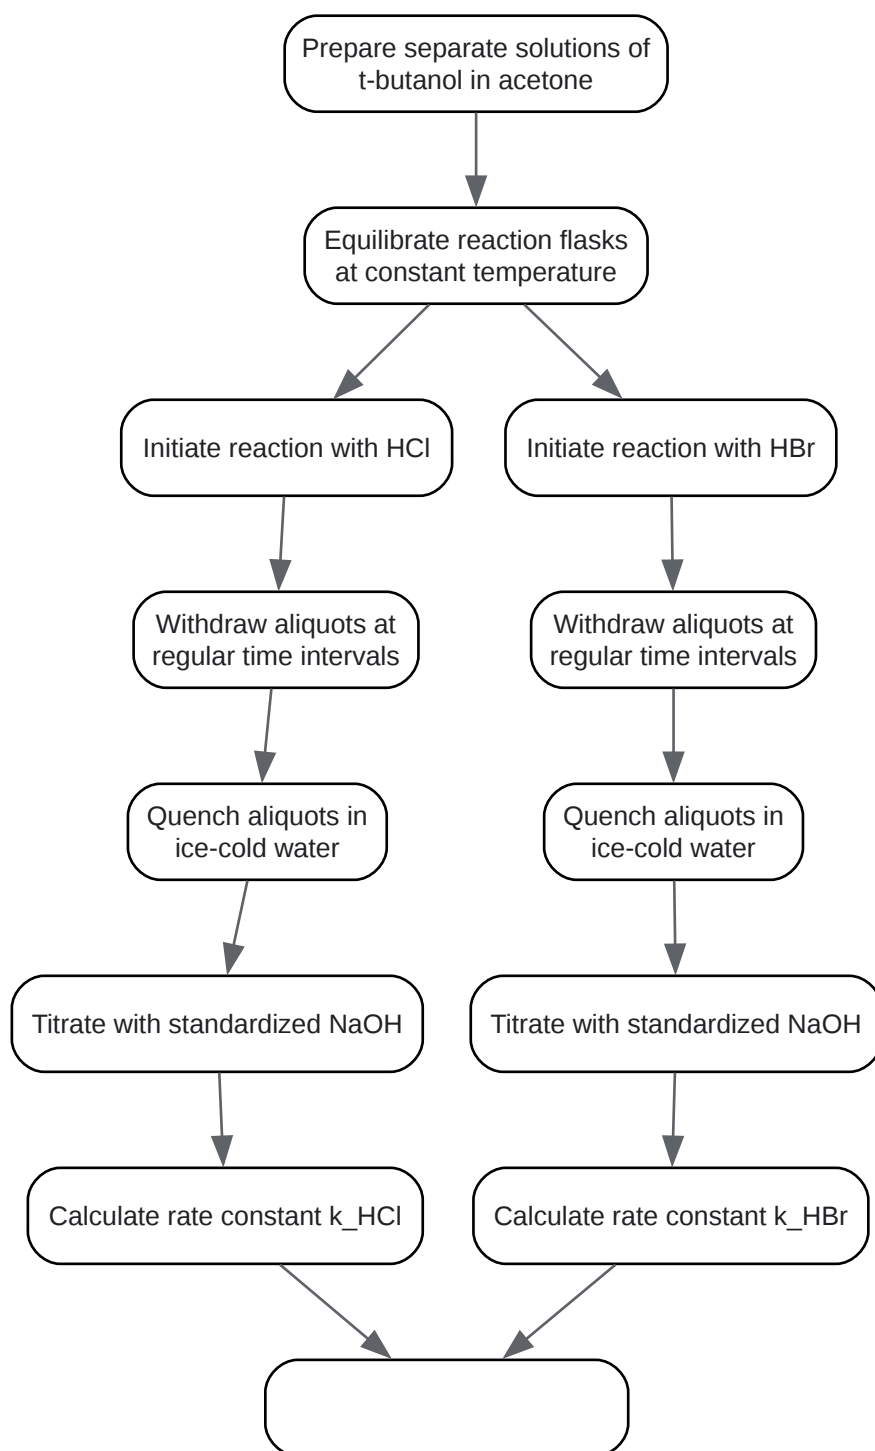 Prepare separate solutions of
t-butanol in acetone
Equilibrate reaction flasks
at constant temperature
Initiate reaction with HCl
Initiate reaction with HBr
Withdraw aliquots at
regular time intervals
Withdraw aliquots at
regular time intervals
Quench aliquots in
ice-cold water
Quench aliquots in
ice-cold water
Titrate with standardized NaOH
Titrate with standardized NaOH
Calculate rate constant k_HCl
Calculate rate constant k_HBr